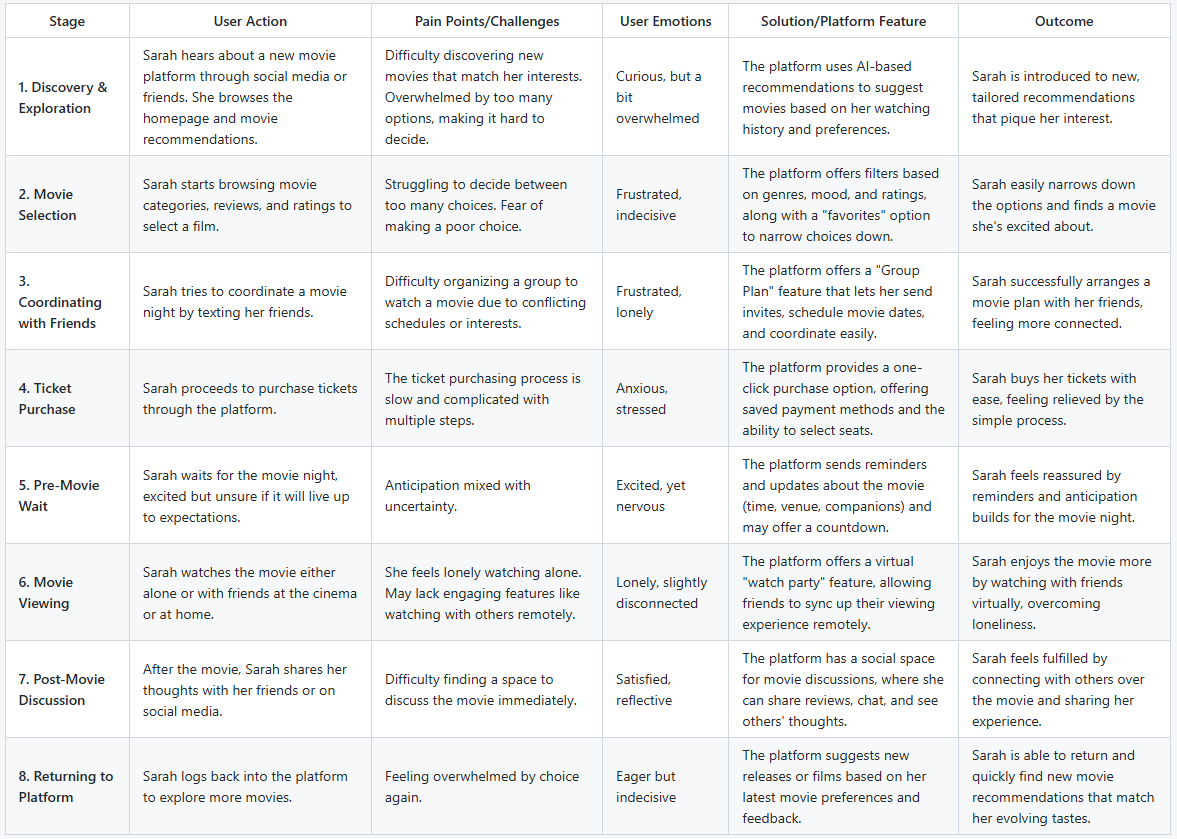 Stage
User Action
Pain Points/Challenges
User Emotions
Solution/Platform Feature
Outcome
1. Discovery &
Exploration
Sarah hears about a new movie
platform through social media or
friends. She browses the
homepage and movie
recommendations.
Difficulty discovering new
movies that match her interests.
Overwhelmed by too many
options, making it hard to
decide.
Curious, but a
bit
overwhelmed
The platform uses AI-based
recommendations to suggest
movies based on her watching
history and preferences.
Sarah is introduced to new,
tailored recommendations
that pique her interest.
2. Movie
Selection
Sarah starts browsing movie
categories, reviews, and ratings to
select a film.
Struggling to decide between
too many choices. Fear of
making a poor choice.
Frustrated,
indecisive
The platform offers filters based
on genres, mood, and ratings,
along with a "favorites" option
to narrow choices down.
Sarah easily narrows down
the options and finds a movie
she's excited about.
3.
Coordinating
with Friends
Sarah tries to coordinate a movie
night by texting her friends.
Difficulty organizing a group to
watch a movie due to conflicting
schedules or interests.
Frustrated,
lonely
The platform offers a "Group
Plan" feature that lets her send
invites, schedule movie dates,
and coordinate easily.
Sarah successfully arranges a
movie plan with her friends,
feeling more connected.
4. Ticket
Purchase
Sarah proceeds to purchase tickets
through the platform.
The ticket purchasing process is
slow and complicated with
multiple steps.
Anxious,
stressed
The platform provides a one-
click purchase option, offering
saved payment methods and the
ability to select seats.
Sarah buys her tickets with
ease, feeling relieved by the
simple process.
5. Pre-Movie
Wait
Sarah waits for the movie night,
excited but unsure if it will live up
to expectations.
Anticipation mixed with
uncertainty.
Excited, yet
nervous
The platform sends reminders
and updates about the movie
(time, venue, companions) and
may offer a countdown.
Sarah feels reassured by
reminders and anticipation
builds for the movie night.
6. Movie
Viewing
Sarah watches the movie either
alone or with friends at the cinema
or at home.
She feels lonely watching alone.
May lack engaging features like
watching with others remotely.
Lonely, slightly
disconnected
The platform offers a virtual
"watch party" feature, allowing
friends to sync up their viewing
experience remotely.
Sarah enjoys the movie more
by watching with friends
virtually, overcoming
loneliness.
7. Post-Movie
Discussion
After the movie, Sarah shares her
thoughts with her friends or on
social media.
Difficulty finding a space to
discuss the movie immediately.
Satisfied,
reflective
The platform has a social space
for movie discussions, where she
can share reviews, chat, and see
others' thoughts.
Sarah feels fulfilled by
connecting with others over
the movie and sharing her
experience.
8. Returning to
Platform
Sarah logs back into the platform
to explore more movies.
Feeling overwhelmed by choice
again.
Eager but
indecisive
The platform suggests new
releases or films based on her
latest movie preferences and
feedback.
Sarah is able to return and
quickly find new movie
recommendations that match
her evolving tastes.